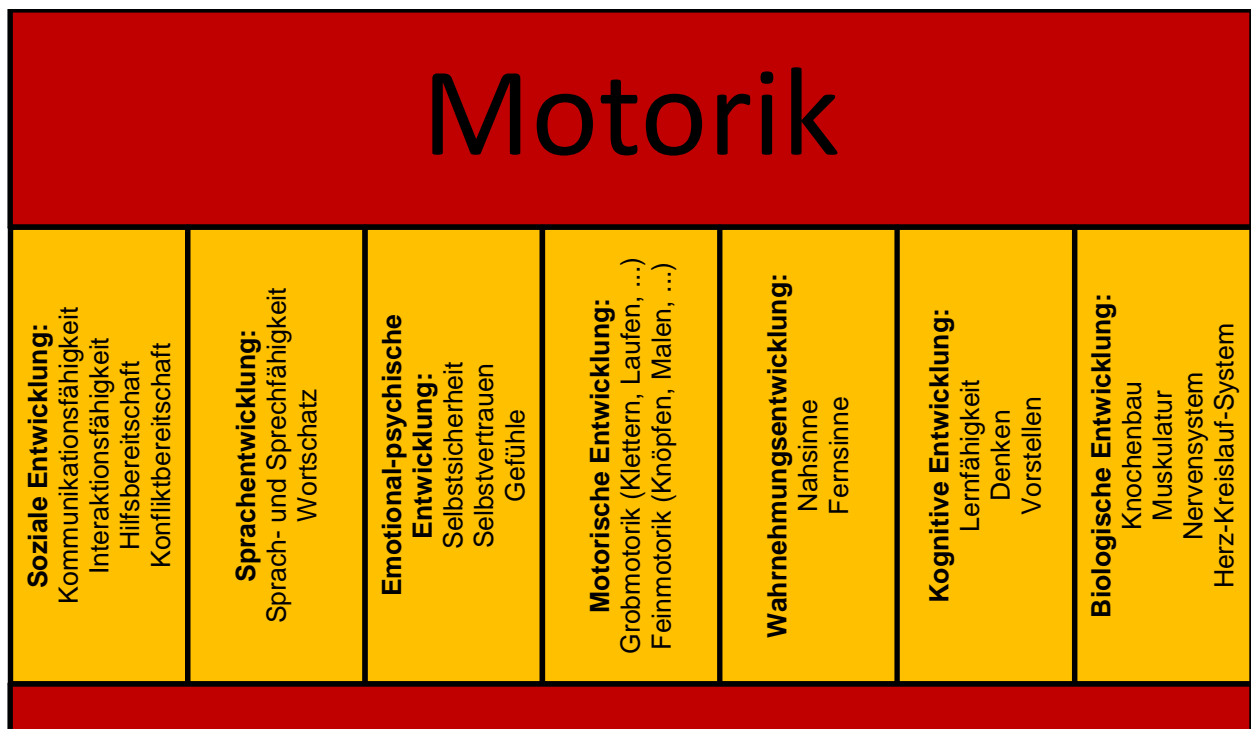 Motorik
Soziale Entwicklung:
Kommunikationsfähigkeit
Interaktionsfähigkeit
Hilfsbereitschaft
Konfliktbereitschaft
Sprachentwicklung:
Sprach- und Sprechfähigkeit
Wortschatz
Emotional-psychische
Entwicklung:
Selbstsicherheit
Selbstvertrauen
Gefühle
Motorische Entwicklung:
Grobmotorik (Klettern, Laufen, ...)
Feinmotorik (Knöpfen, Malen, ...)
Wahrnehmungsentwicklung:
Nahsinne
Fernsinne
Kognitive Entwicklung:
Lernfähigkeit
Denken
Vorstellen
Biologische Entwicklung:
Knochenbau
Muskulatur
Nervensystem
Herz-Kreislauf-System